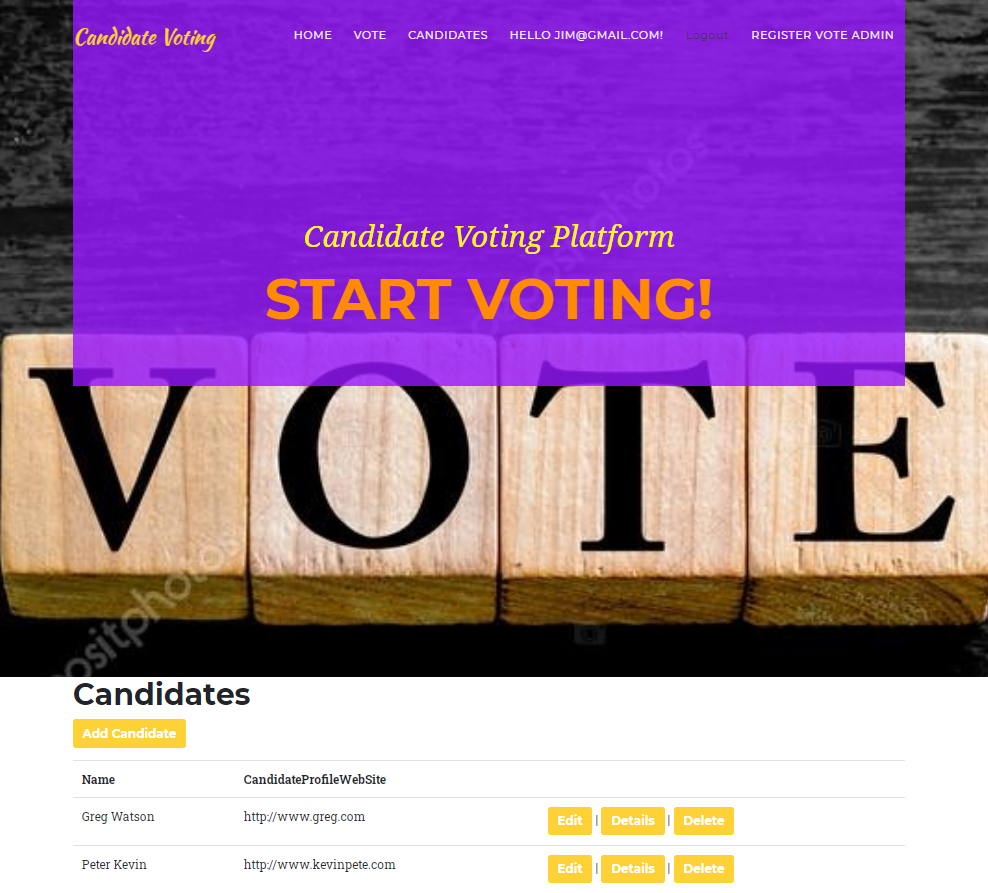 Candidate Voting HOME VOTE CANDIDATES HELLO JIM@GMAIL.COM! Logout REGISTER VOTE ADMIN
Candidate Voting Platform
START VOTING!
VOTE
Candidates
Add Candidate
Name CandidateProfileWebSite
Greg Watson http://www.greg.com Edit | Details | Delete
Peter Kevin http://www.kevinpete.com Edit | Details | Delete